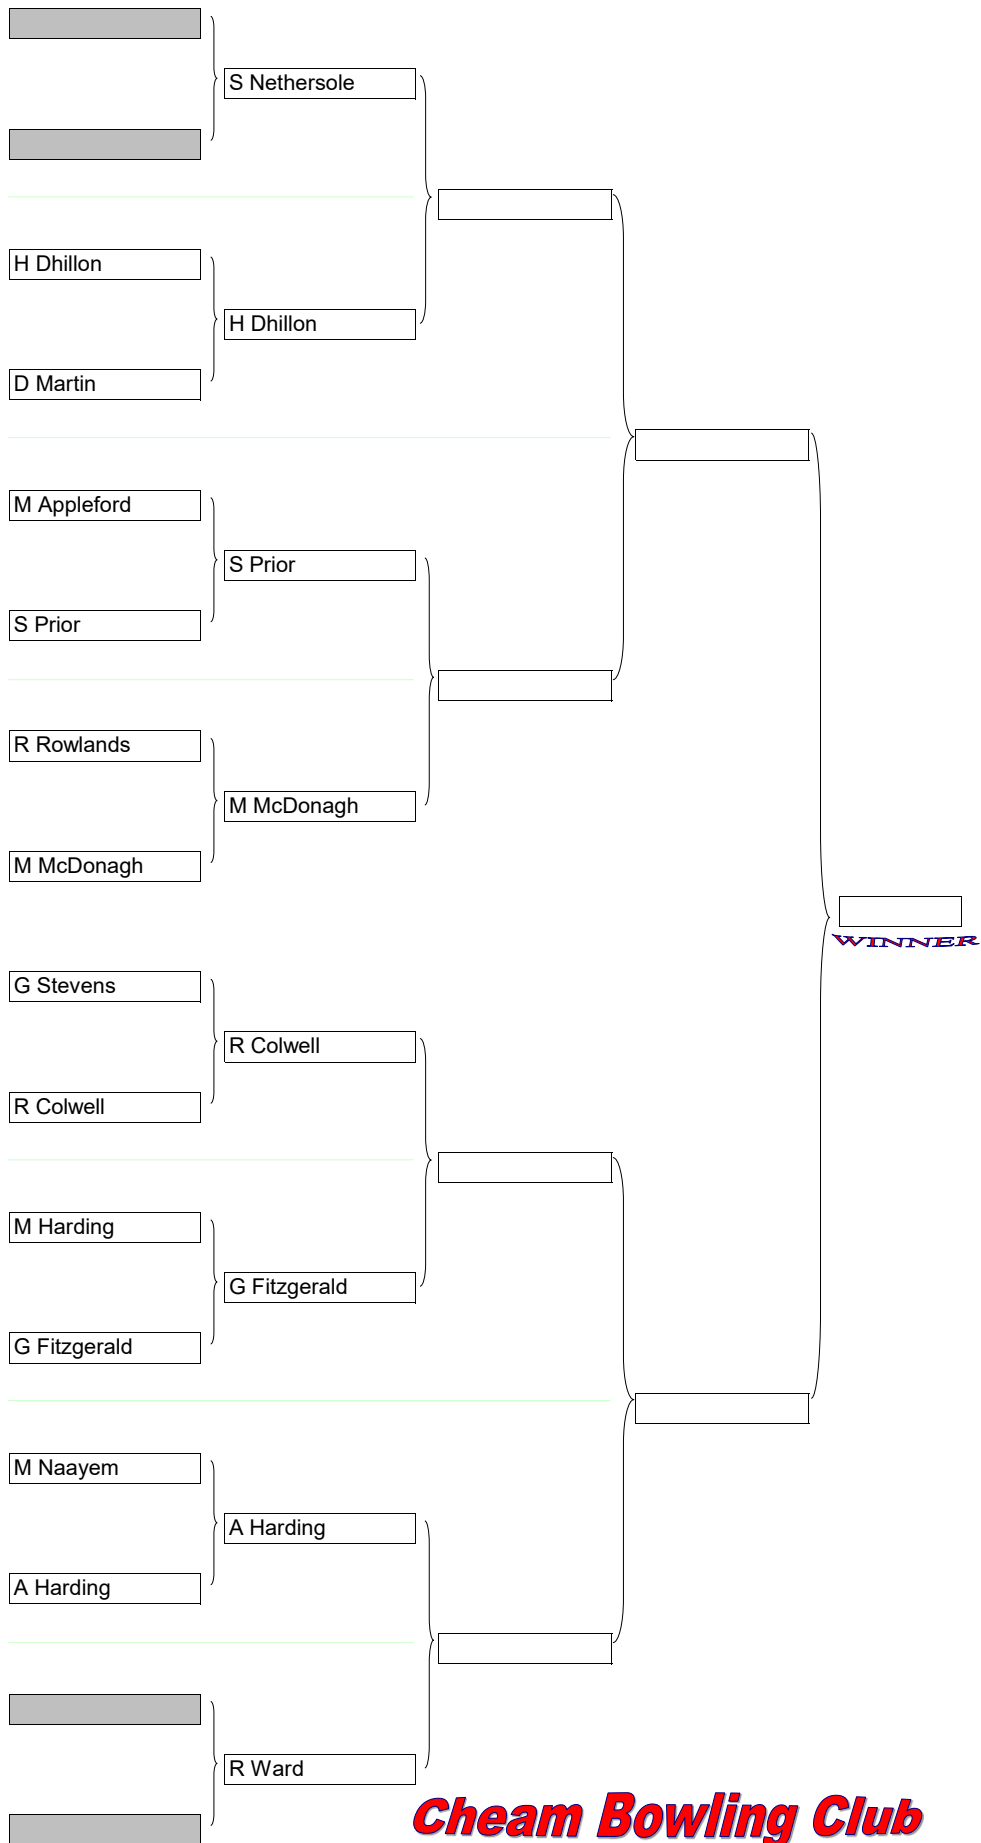 S Nethersole
H Dhillon
H Dhillon
D Martin
M Appleford
S Prior
S Prior
R Rowlands
M McDonagh
M McDonagh
WINNER
G Stevens
R Colwell
R Colwell
M Harding
G Fitzgerald
G Fitzgerald
M Naayem
A Harding
A Harding
R Ward
Cheam Bowling Club